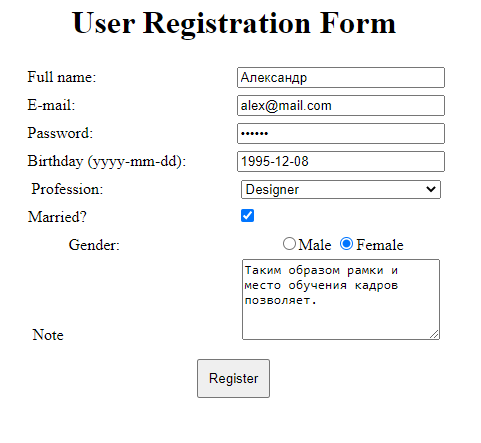 User Registration Form
Full name: Александр
E-mail: alex@mail.com
Password: ••••••
Birthday (yyyy-mm-dd): 1995-12-08
Profession: Designer
Married?
Gender: Male Female
Таким образом рамки и
место обучения кадров
позволяет.
Note
Register